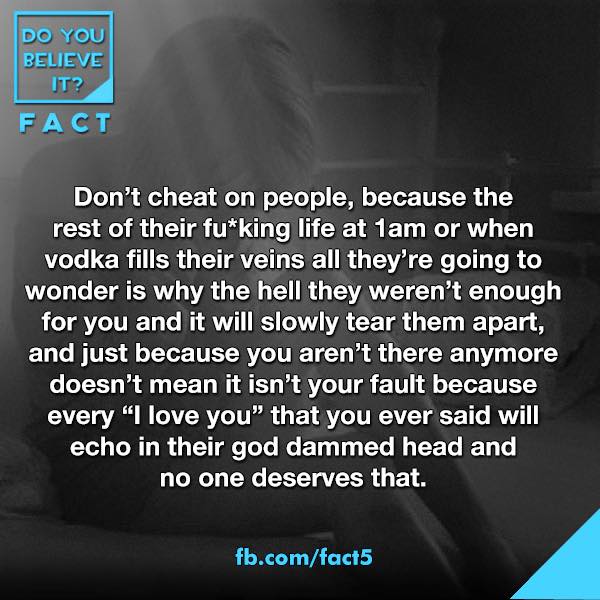 DO YOU
BELIEVE
IT?
FACT
Don’t cheat on people, because the
rest of their fu*king life at 1am or when
vodka fills their veins all they’re going to
wonder is why the hell they weren’t enough
for you and it will slowly tear them apart,
and just because you aren’t there anymore
doesn’t mean it isn’t your fault because
every “I love you” that you ever said will
echo in their god dammed head and
no one deserves that.
fb.com/fact5